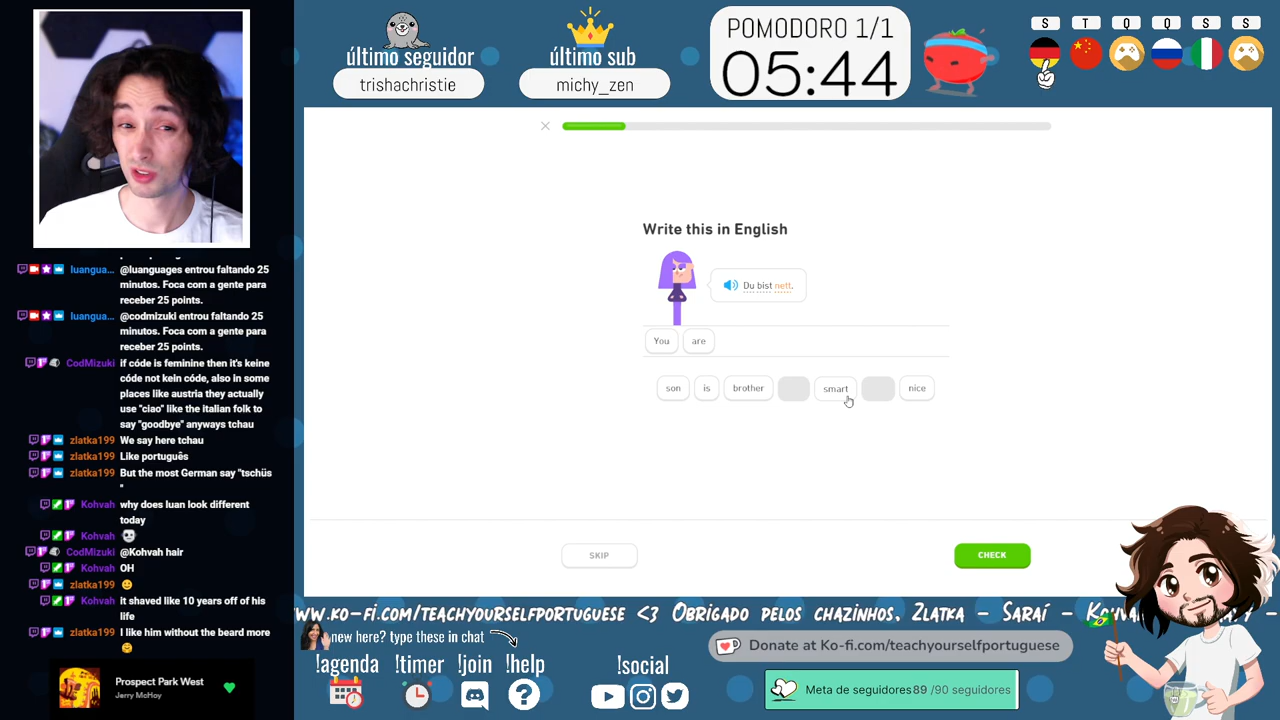 último seguidor
trishachristie
último sub
michy_zen
POMODORO 1/1
05:44
S T Q Q S S
Write this in English
Du bist nett.
You are
son is brother smart nice
SKIP
CHECK
luangua... @luanguages entrou faltando 25
minutos. Foca com a gente para
receber 25 points.
luangua... @codmizuki entrou faltando 25
minutos. Foca com a gente para
receber 25 points.
CodMizuki if códe is feminine then it's keine
códe not kein códe, also in some
places like austria they actually
use "ciao" like the italian folk to
say "goodbye" anyways tchau
zlatka199 We say here tchau
zlatka199 Like português
zlatka199 But the most German say "tschüs
"
Kohvah why does luan look different
today
Kohvah
CodMizuki @Kohvah hair
Kohvah OH
zlatka199
Kohvah it shaved like 10 years off of his
life
zlatka199 I like him without the beard more
Prospect Park West
Jerry McHoy
WWW.KO-FI.COM/TEACHYOURSELFPORTUGUESE <3 OBRIGADO PELOS CHAZINHOS, ZLATKA - SARAÍ -
new here? type these in chat
!agenda !timer !join !help !social
Donate at Ko-fi.com/teachyourselfportuguese
Meta de seguidores 89 /90 seguidores